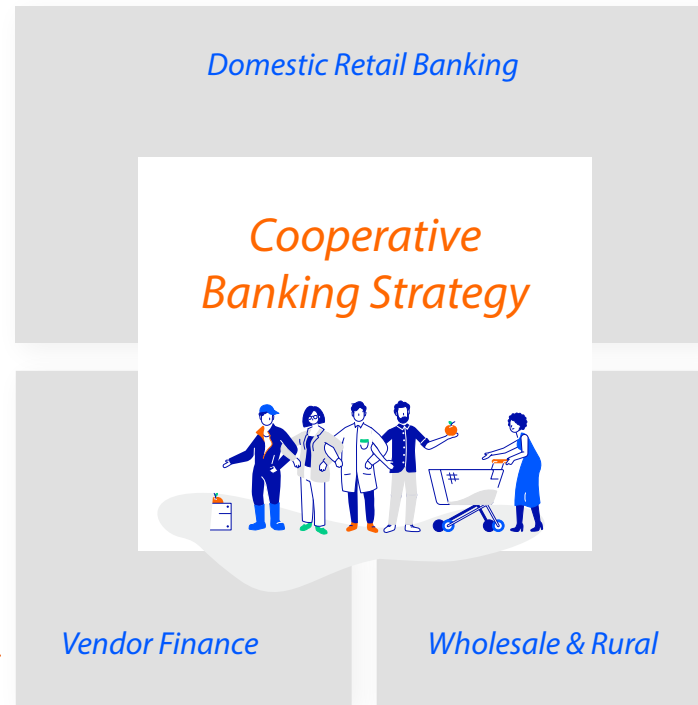 Domestic Retail Banking
Cooperative
Banking Strategy
Vendor Finance
Wholesale & Rural